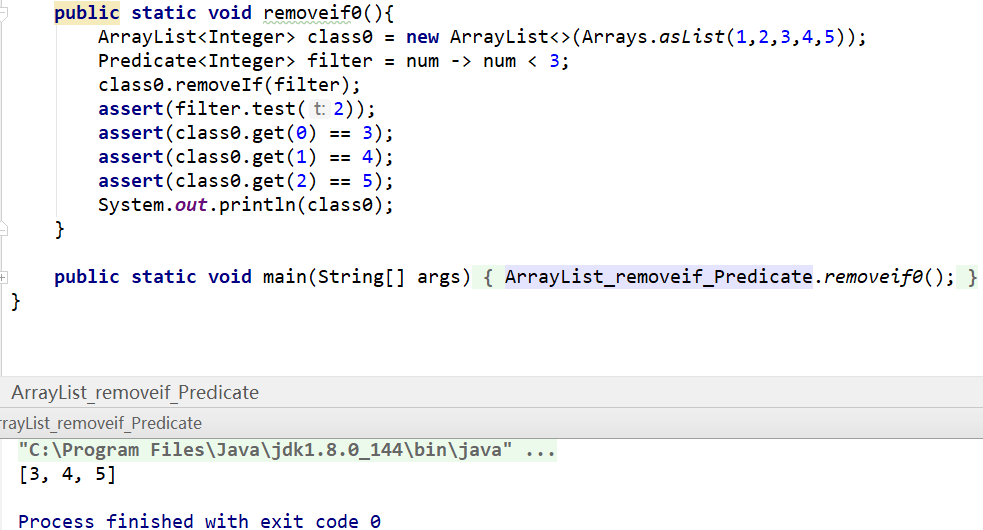 public static void removeif0(){
ArrayList<Integer> class0 = new ArrayList<>(Arrays.asList(1,2,3,4,5));
Predicate<Integer> filter = num -> num < 3;
class0.removeIf(filter);
assert(filter.test( t: 2));
assert(class0.get(0) == 3);
assert(class0.get(1) == 4);
assert(class0.get(2) == 5);
System.out.println(class0);
}
public static void main(String[] args) { ArrayList_removeif_Predicate.removeif0(); }
}
ArrayList_removeif_Predicate
rrayList_removeif_Predicate
"C:\Program Files\Java\jdk1.8.0_144\bin\java" ...
[3, 4, 5]
Process finished with exit code 0